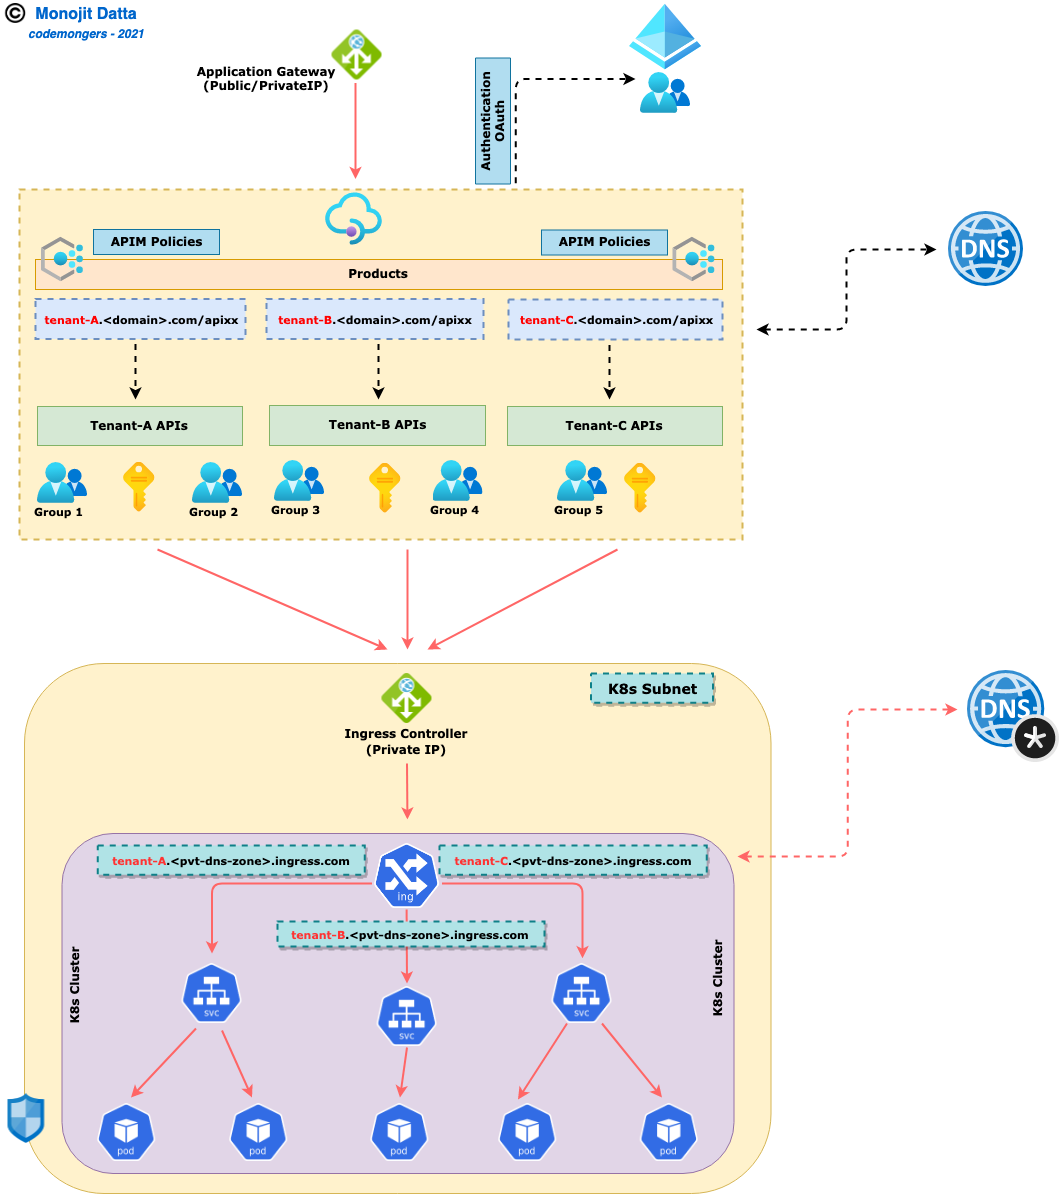 © Monojit Datta
codemongers - 2021
Application Gateway
(Public/PrivateIP)
Authentication
OAuth
APIM Policies
APIM Policies
DNS
Products
tenant-A.<domain>.com/apixx
tenant-B.<domain>.com/apixx
tenant-C.<domain>.com/apixx
Tenant-A APIs
Tenant-B APIs
Tenant-C APIs
Group 1
Group 2
Group 3
Group 4
Group 5
K8s Subnet
DNS
*
Ingress Controller
(Private IP)
tenant-A.<pvt-dns-zone>.ingress.com
tenant-C.<pvt-dns-zone>.ingress.com
ing
tenant-B.<pvt-dns-zone>.ingress.com
K8s Cluster
K8s Cluster
svc
svc
svc
pod
pod
pod
pod
pod